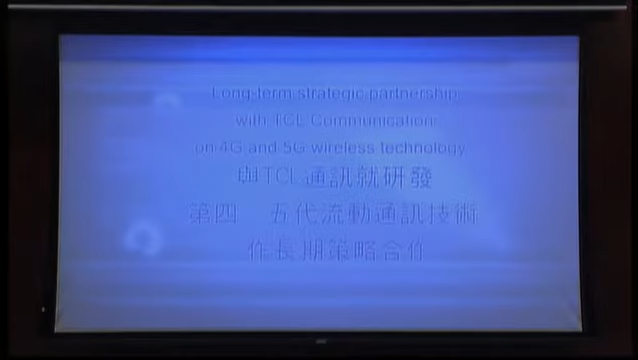 Long-term strategic partnership
with TCL Communication
on 4G and 5G wireless technology
與TCL通訊就研發
第四 五代流動通訊技術
作長期策略合作